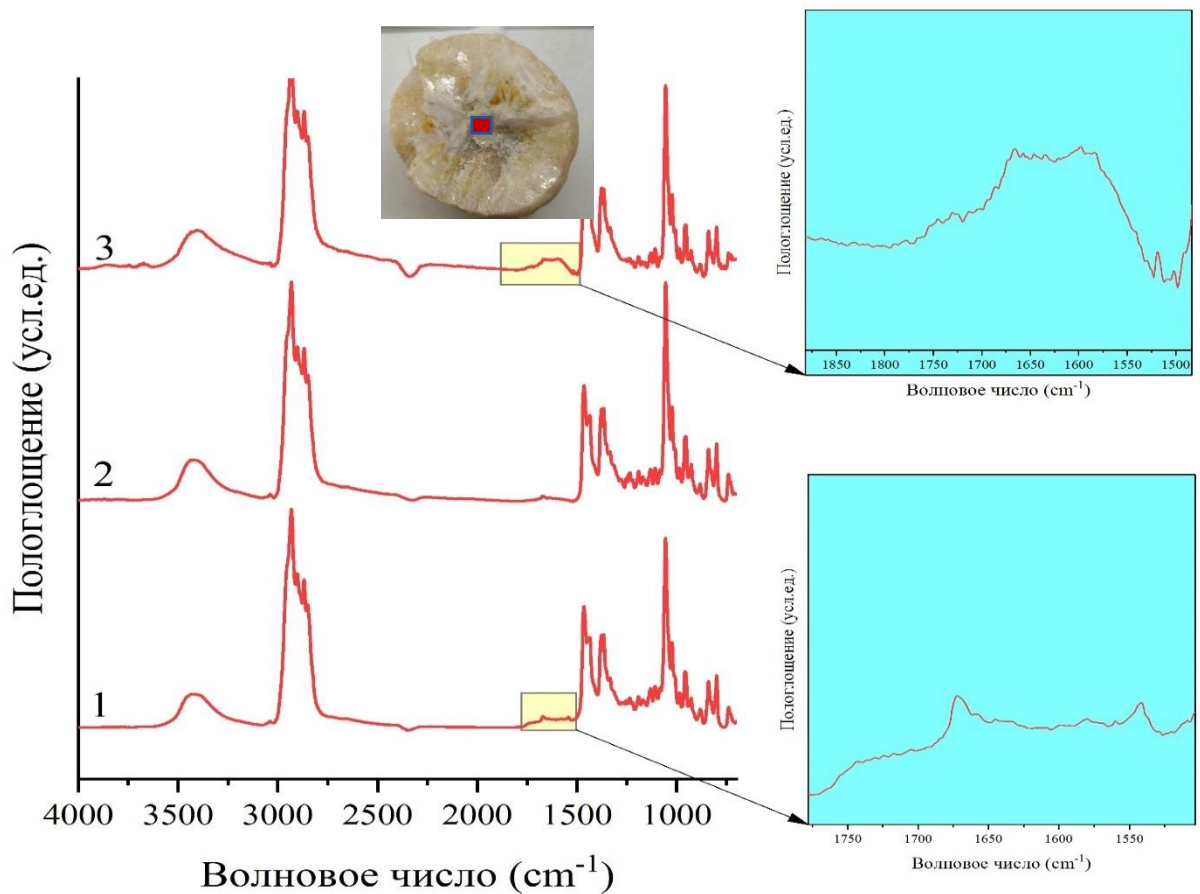 Пологлощение (усл.ед.)
3
2
1
4000 3500 3000 2500 2000 1500 1000
Волновое число (cm⁻¹)
Пологлощение (усл.ед.)
1850 1800 1750 1700 1650 1600 1550 1500
Волновое число (cm⁻¹)
Пологлощение (усл.ед.)
1750 1700 1650 1600 1550
Волновое число (cm⁻¹)